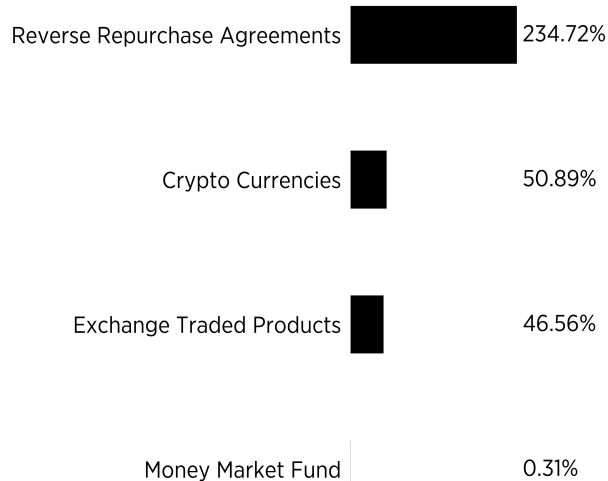 Reverse Repurchase Agreements 234.72%
Crypto Currencies 50.89%
Exchange Traded Products 46.56%
Money Market Fund 0.31%